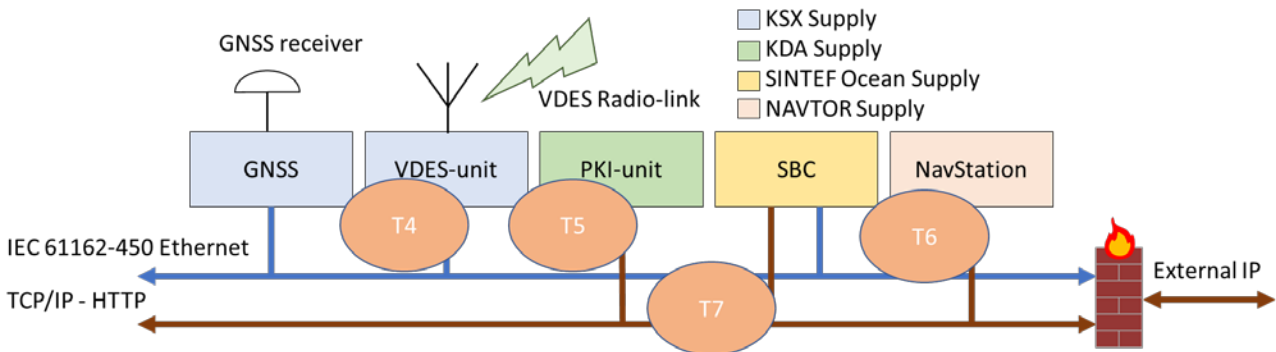 KSX Supply
KDA Supply
SINTEF Ocean Supply
NAVTOR Supply
GNSS receiver
VDES Radio-link
GNSS
VDES-unit
PKI-unit
SBC
NavStation
T4
T5
T6
IEC 61162-450 Ethernet
External IP
TCP/IP - HTTP
T7